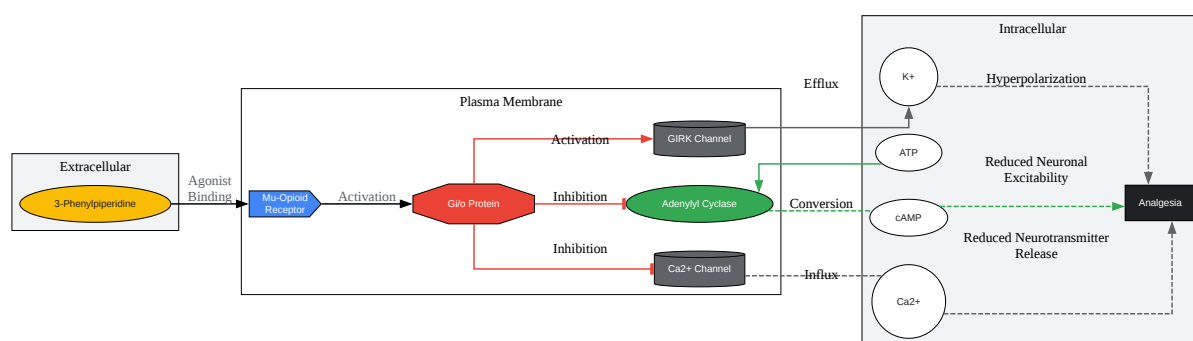 Intracellular
Efflux
K+
Hyperpolarization
Plasma Membrane
Activation
GIRK Channel
ATP
Extracellular
Reduced Neuronal
Excitability
Agonist
Binding
3-Phenylpiperidine
Mu-Opioid
Receptor
Activation
Gi/o Protein
Inhibition
Adenylyl Cyclase
Conversion
cAMP
Analgesia
Reduced Neurotransmitter
Release
Inhibition
Ca2+ Channel
Influx
Ca2+